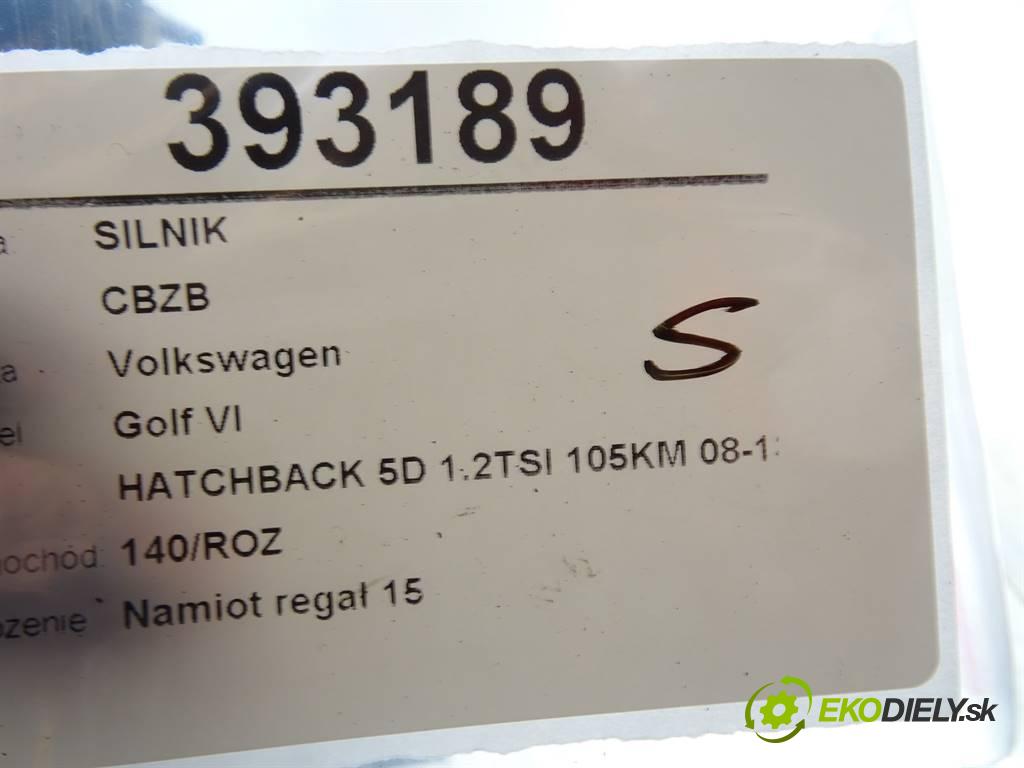 393189
SILNIK
CBZB
Volkswagen
Golf VI
HATCHBACK 5D 1.2TSI 105KM 08-1
140/ROZ
Namiot regał 15
S
EKODIELY.sk